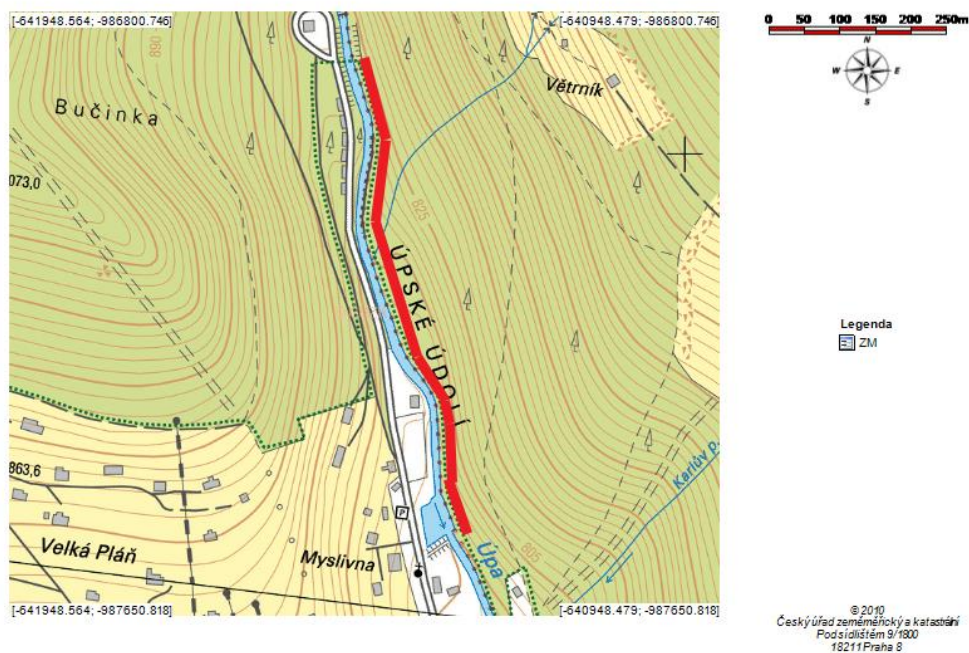 [-641948.564; -986800.746]
[-640948.479; -986800.746]
0 50 100 150 200 250m
N
W E
S
890
Větrník
Bučinka
073,0
825
ÚPSKÉ ÚDOLÍ
Legenda
ZM
Karlův p.
863,6
P
Velká Pláň
Myslivna
Úpa
805
[-641948.564; -987650.818]
[-640948.479; -987650.818]
© 2010
Český úřad zeměměřický a katastrální
Pod sídlištěm 9/1800
18211 Praha 8